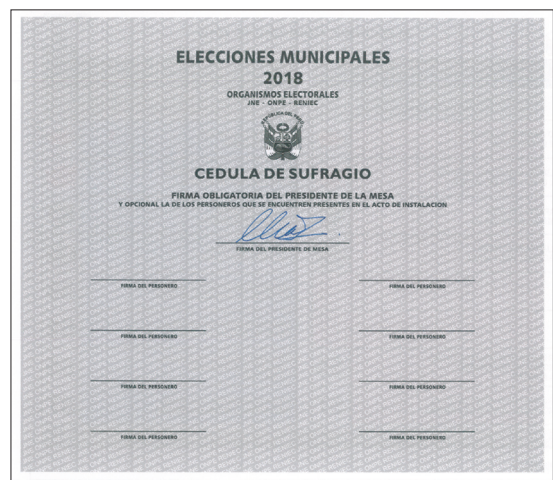 ELECCIONES MUNICIPALES
2018
ORGANISMOS ELECTORALES
JNE - ONPE - RENIEC
REPUBLICA DEL PERU
CEDULA DE SUFRAGIO
FIRMA OBLIGATORIA DEL PRESIDENTE DE LA MESA
Y OPCIONAL LA DE LOS PERSONEROS QUE SE ENCUENTREN PRESENTES EN EL ACTO DE INSTALACION
FIRMA DEL PRESIDENTE DE MESA
FIRMA DEL PERSONERO FIRMA DEL PERSONERO
FIRMA DEL PERSONERO FIRMA DEL PERSONERO
FIRMA DEL PERSONERO FIRMA DEL PERSONERO
FIRMA DEL PERSONERO FIRMA DEL PERSONERO